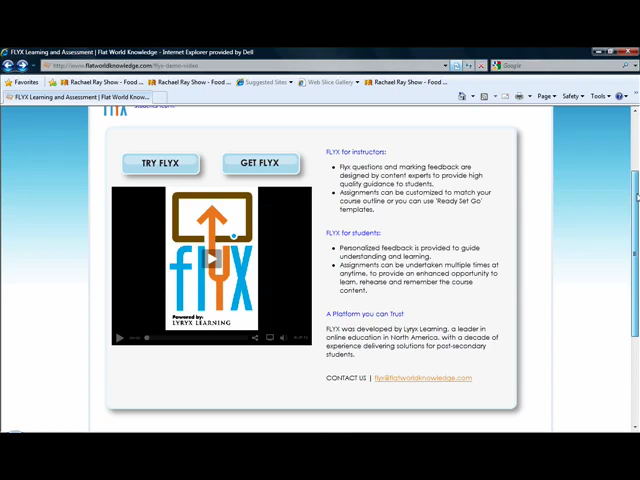 FLYX Learning and Assessment | Flat World Knowledge - Internet Explorer provided by Dell
http://www.flatworldknowledge.com/flyx-demo-video
Google
Favorites Rachael Ray Show - Food ... Rachael Ray Show - Food ... Suggested Sites Web Slice Gallery Rachael Ray Show - Food ...
FLYX Learning and Assessment | Flat World Know...
Page Safety Tools
TRY FLYX
GET FLYX
flyx
Powered by:
LYRYX LEARNING
FLYX for instructors:
Flyx questions and marking feedback are
designed by content experts to provide high
quality guidance to students.
Assignments can be customized to match your
course outline or you can use 'Ready Set Go'
templates.
FLYX for students:
Personalized feedback is provided to guide
understanding and learning.
Assignments can be undertaken multiple times at
anytime, to provide an enhanced opportunity to
learn, rehearse and remember the course
content.
A Platform you can Trust
FLYX was developed by Lyryx Learning, a leader in
online education in North America, with a decade of
experience delivering solutions for post-secondary
students.
CONTACT US | flyx@flatworldknowledge.com